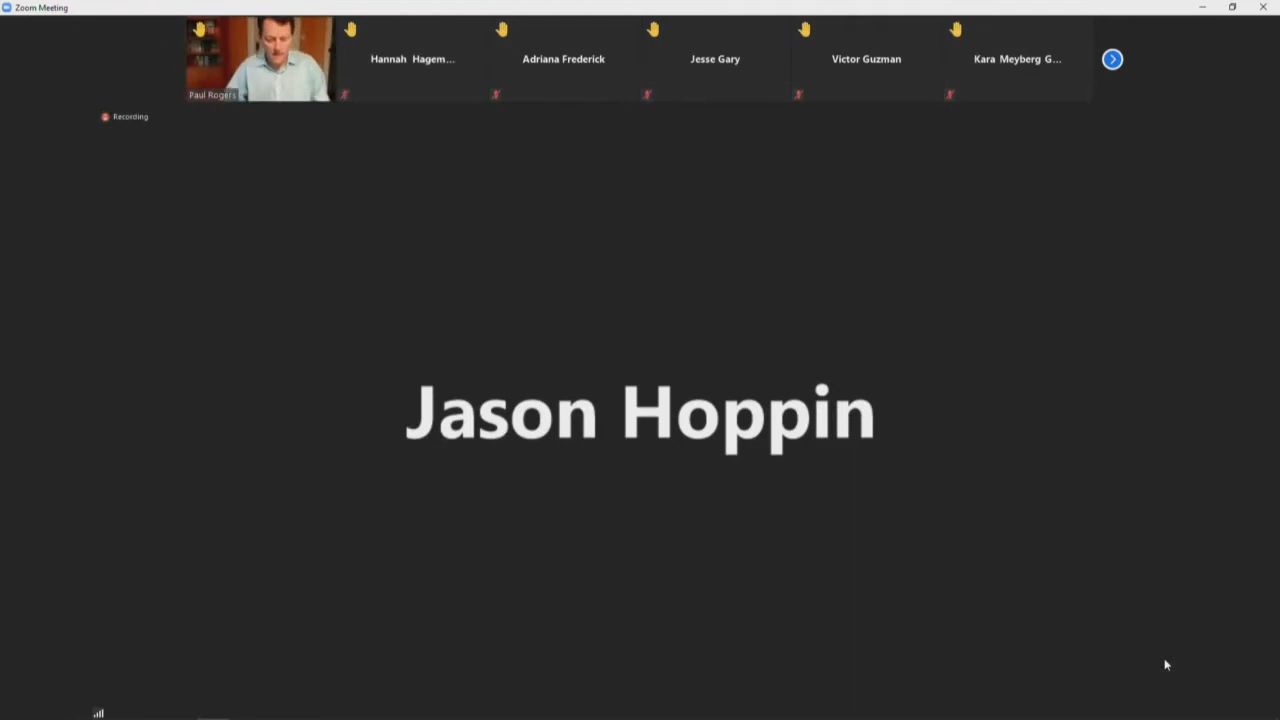 Zoom Meeting
Hannah Hagem...
Adriana Frederick
Jesse Gary
Victor Guzman
Kara Meyberg G...
Paul Rogers
Recording
Jason Hoppin